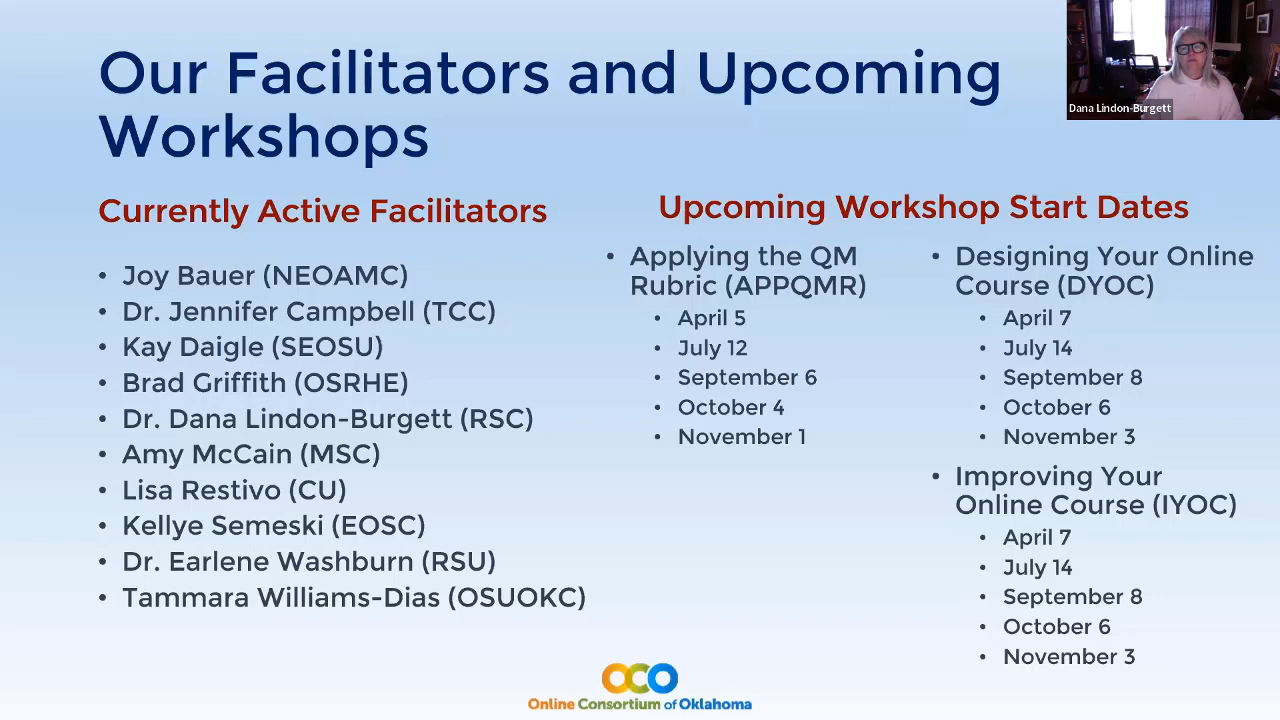 Our Facilitators and Upcoming
Workshops
Dana Lindon-Burgett
Currently Active Facilitators
• Joy Bauer (NEOAMC)
• Dr. Jennifer Campbell (TCC)
• Kay Daigle (SEOSU)
• Brad Griffith (OSRHE)
• Dr. Dana Lindon-Burgett (RSC)
• Amy McCain (MSC)
• Lisa Restivo (CU)
• Kellye Semeski (EOSC)
• Dr. Earlene Washburn (RSU)
• Tammara Williams-Dias (OSUOKC)
Upcoming Workshop Start Dates
• Applying the QM
Rubric (APPQMR)
• April 5
• July 12
• September 6
• October 4
• November 1
• Designing Your Online
Course (DYOC)
• April 7
• July 14
• September 8
• October 6
• November 3
• Improving Your
Online Course (IYOC)
• April 7
• July 14
• September 8
• October 6
• November 3
OCO
Online Consortium of Oklahoma